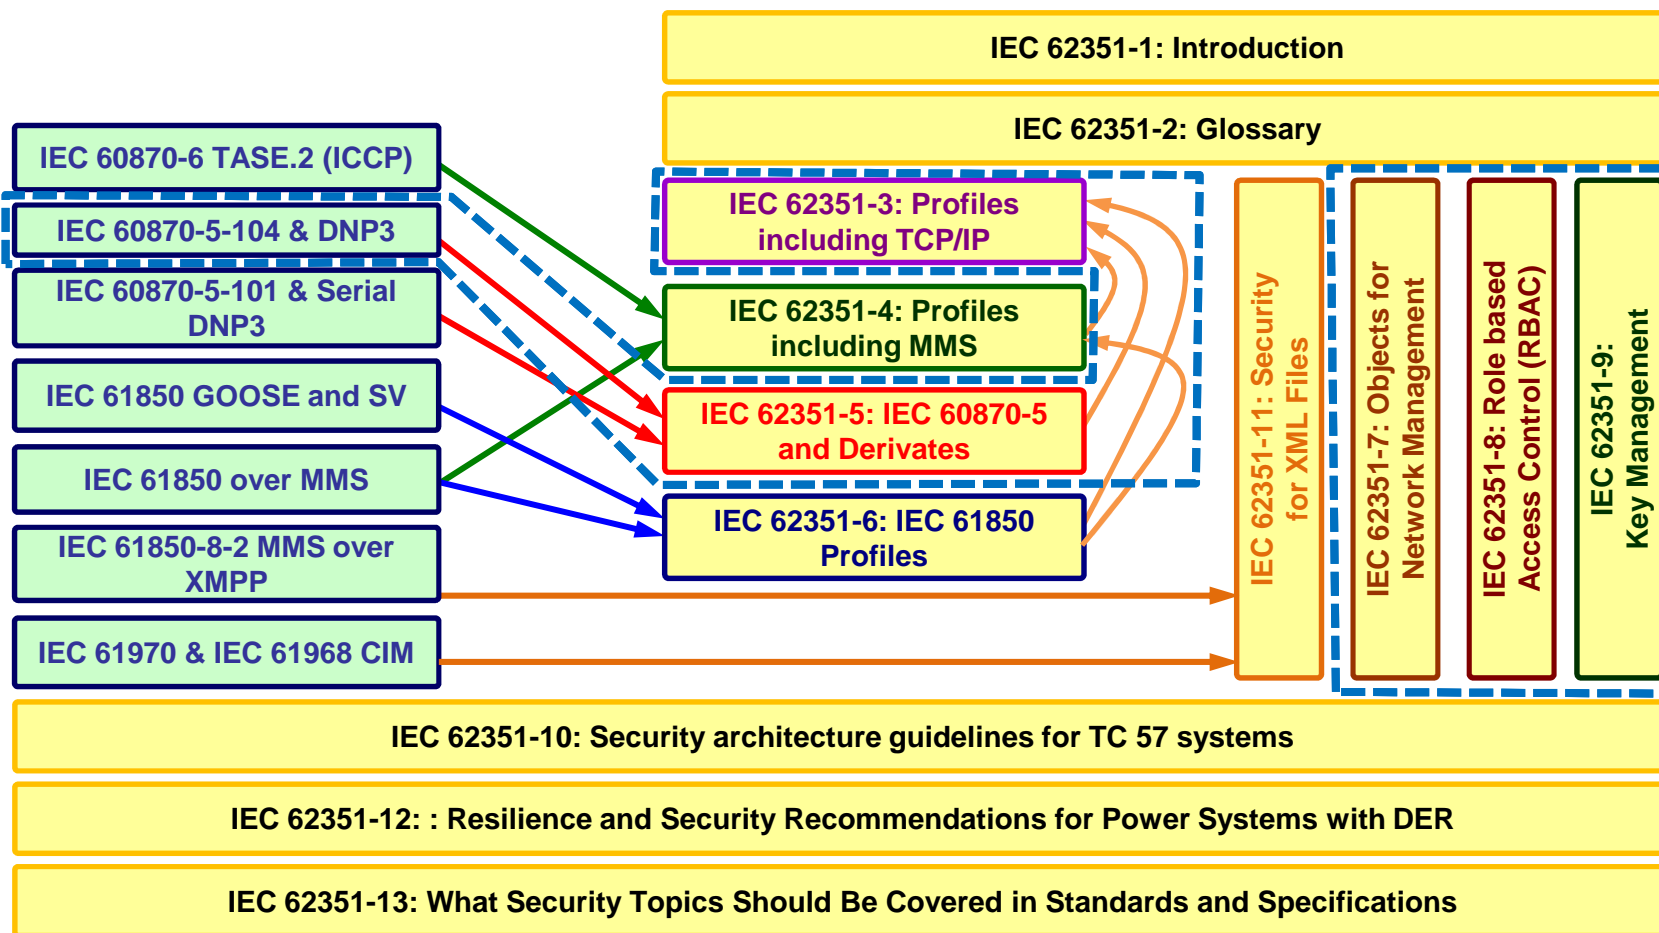 IEC 62351-1: Introduction
IEC 62351-2: Glossary
IEC 60870-6 TASE.2 (ICCP)
IEC 60870-5-104 & DNP3
IEC 60870-5-101 & Serial
DNP3
IEC 61850 GOOSE and SV
IEC 61850 over MMS
IEC 61850-8-2 MMS over
XMPP
IEC 61970 & IEC 61968 CIM
IEC 62351-3: Profiles
including TCP/IP
IEC 62351-4: Profiles
including MMS
IEC 62351-5: IEC 60870-5
and Derivates
IEC 62351-6: IEC 61850
Profiles
IEC 62351-11: Security
for XML Files
IEC 62351-7: Objects for
Network Management
IEC 62351-8: Role based
Access Control (RBAC)
IEC 62351-9:
Key Management
IEC 62351-10: Security architecture guidelines for TC 57 systems
IEC 62351-12: : Resilience and Security Recommendations for Power Systems with DER
IEC 62351-13: What Security Topics Should Be Covered in Standards and Specifications